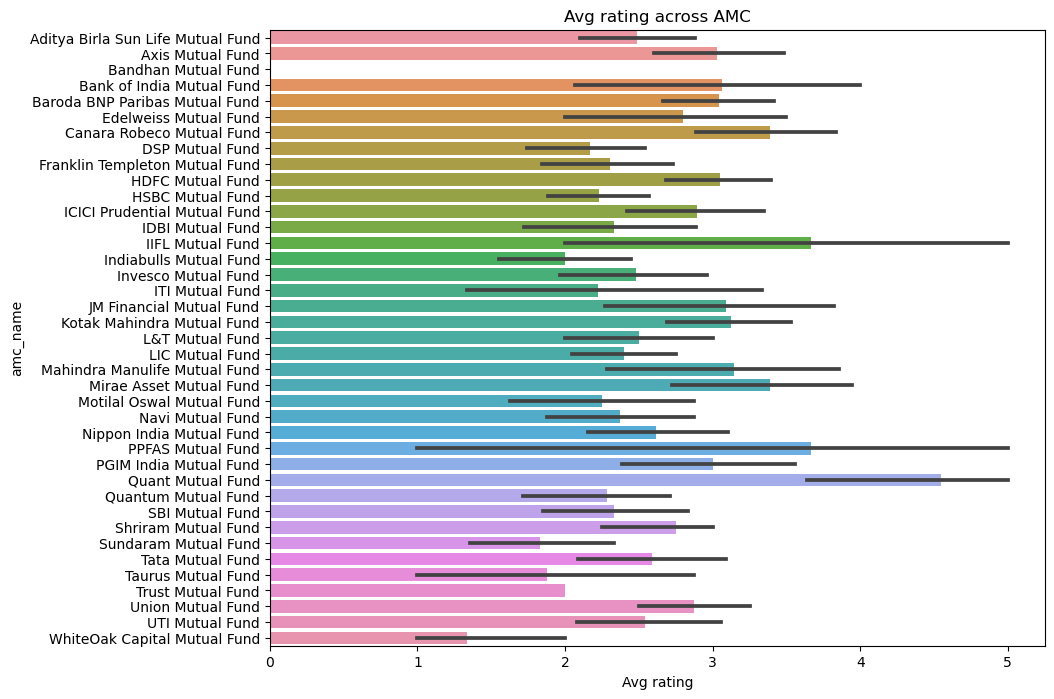 Avg rating across AMC
Aditya Birla Sun Life Mutual Fund
Axis Mutual Fund
Bandhan Mutual Fund
Bank of India Mutual Fund
Baroda BNP Paribas Mutual Fund
Edelweiss Mutual Fund
Canara Robeco Mutual Fund
DSP Mutual Fund
Franklin Templeton Mutual Fund
HDFC Mutual Fund
HSBC Mutual Fund
ICICI Prudential Mutual Fund
IDBI Mutual Fund
IIFL Mutual Fund
Indiabulls Mutual Fund
Invesco Mutual Fund
ITI Mutual Fund
JM Financial Mutual Fund
Kotak Mahindra Mutual Fund
L&T Mutual Fund
LIC Mutual Fund
Mahindra Manulife Mutual Fund
Mirae Asset Mutual Fund
Motilal Oswal Mutual Fund
Navi Mutual Fund
Nippon India Mutual Fund
PPFAS Mutual Fund
PGIM India Mutual Fund
Quant Mutual Fund
Quantum Mutual Fund
SBI Mutual Fund
Shriram Mutual Fund
Sundaram Mutual Fund
Tata Mutual Fund
Taurus Mutual Fund
Trust Mutual Fund
Union Mutual Fund
UTI Mutual Fund
WhiteOak Capital Mutual Fund
amc_name
0 1 2 3 4 5
Avg rating